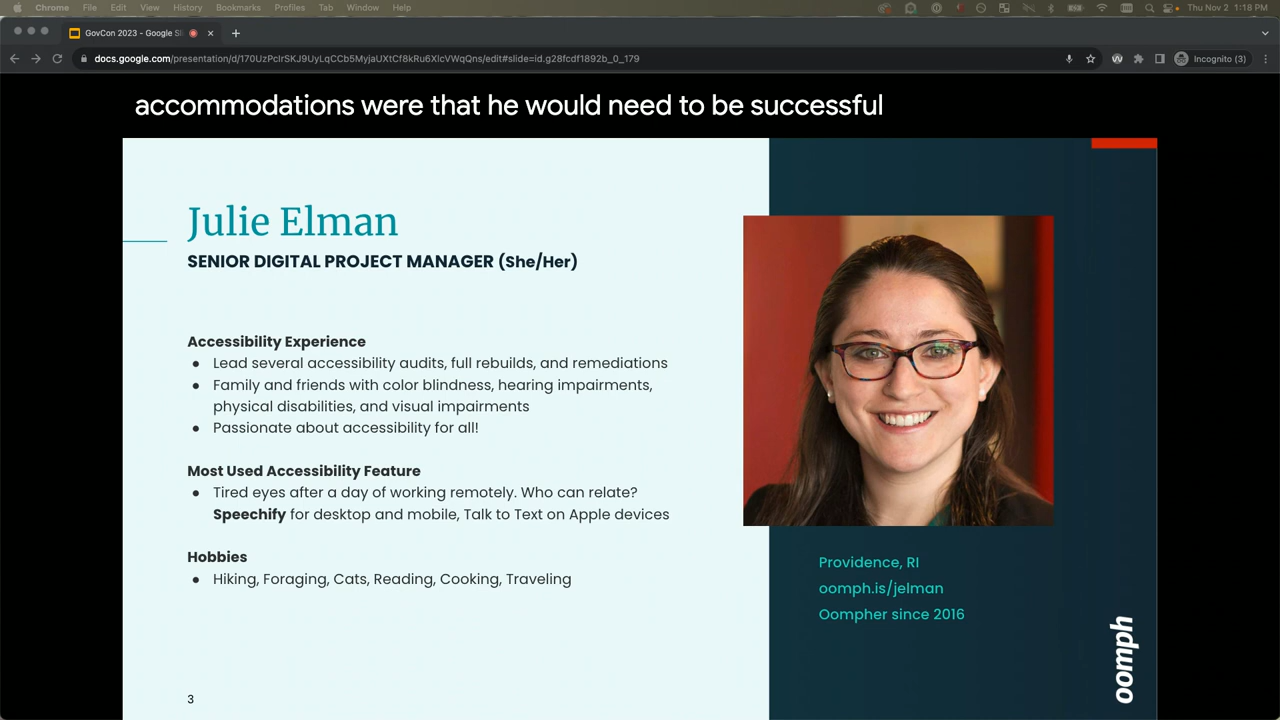 Chrome File Edit View History Bookmarks Profiles Tab Window Help Thu Nov 2 1:18 PM
GovCon 2023 - Google Sl
docs.google.com/presentation/d/170UzPcIrSKJ9UyLqCCb5MyjaUXtCf8kRu6XlcVWqQns/edit#slide=id.g28fcdf1892b_0_179 Incognito (3)
accommodations were that he would need to be successful
Julie Elman
SENIOR DIGITAL PROJECT MANAGER (She/Her)
Accessibility Experience
● Lead several accessibility audits, full rebuilds, and remediations
● Family and friends with color blindness, hearing impairments,
physical disabilities, and visual impairments
● Passionate about accessibility for all!
Most Used Accessibility Feature
● Tired eyes after a day of working remotely. Who can relate?
Speechify for desktop and mobile, Talk to Text on Apple devices
Hobbies
● Hiking, Foraging, Cats, Reading, Cooking, Traveling
Providence, RI
oomph.is/jelman
Oompher since 2016
oomph
3